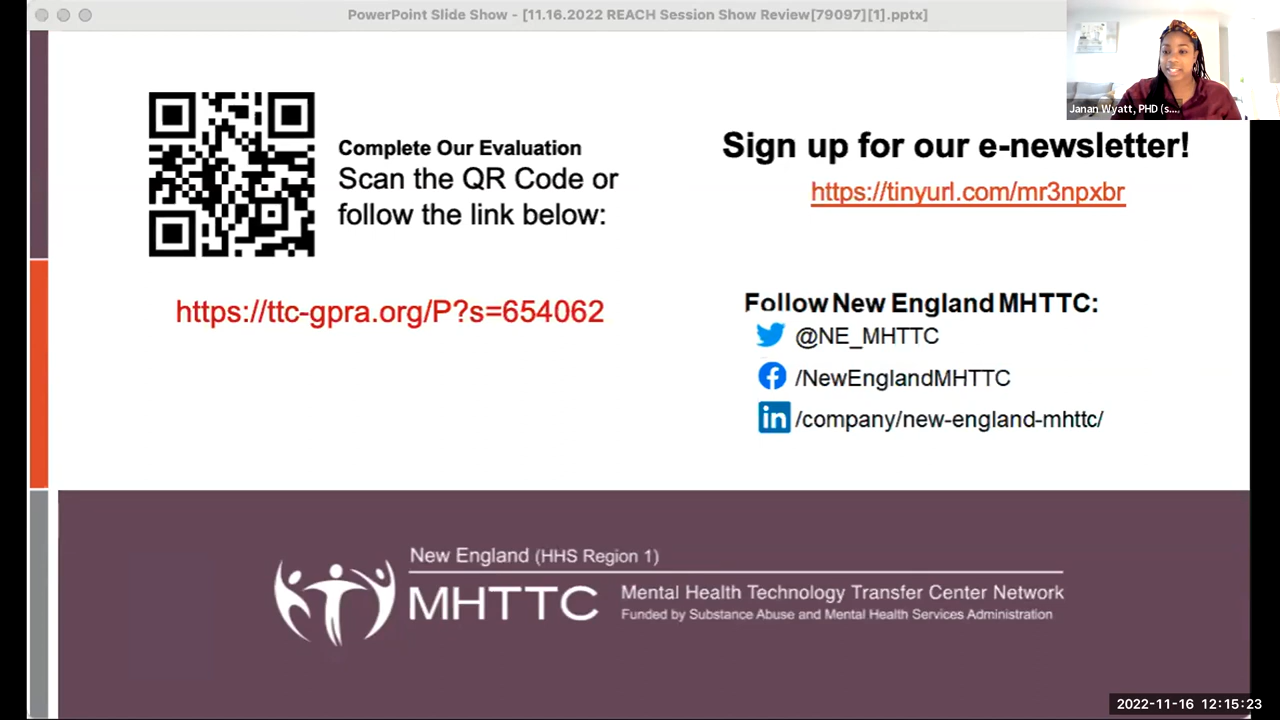 PowerPoint Slide Show - [11.16.2022 REACH Session Show Review[79097][1].pptx]
Janan Wyatt, PHD (s...
Complete Our Evaluation
Scan the QR Code or
follow the link below:
https://ttc-gpra.org/P?s=654062
Sign up for our e-newsletter!
https://tinyurl.com/mr3npxbr
Follow New England MHTTC:
@NE_MHTTC
/NewEnglandMHTTC
in /company/new-england-mhttc/
New England (HHS Region 1)
MHTTC
Mental Health Technology Transfer Center Network
Funded by Substance Abuse and Mental Health Services Administration
2022-11-16 12:15:23